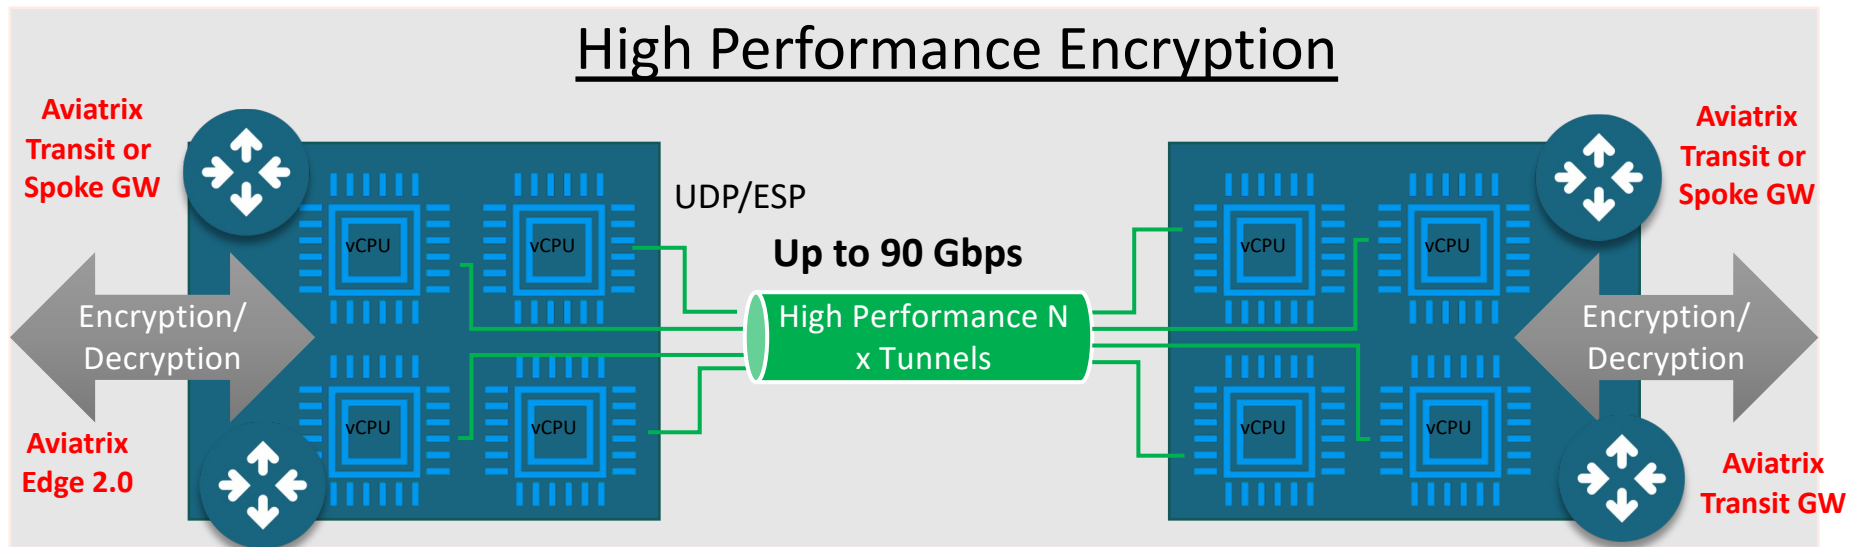 High Performance Encryption
Aviatrix
Transit or
Spoke GW
Encryption/
Decryption
Aviatrix
Edge 2.0
vCPU
vCPU
vCPU
vCPU
UDP/ESP
Up to 90 Gbps
High Performance N
x Tunnels
vCPU
vCPU
vCPU
vCPU
Aviatrix
Transit or
Spoke GW
Encryption/
Decryption
Aviatrix
Transit GW